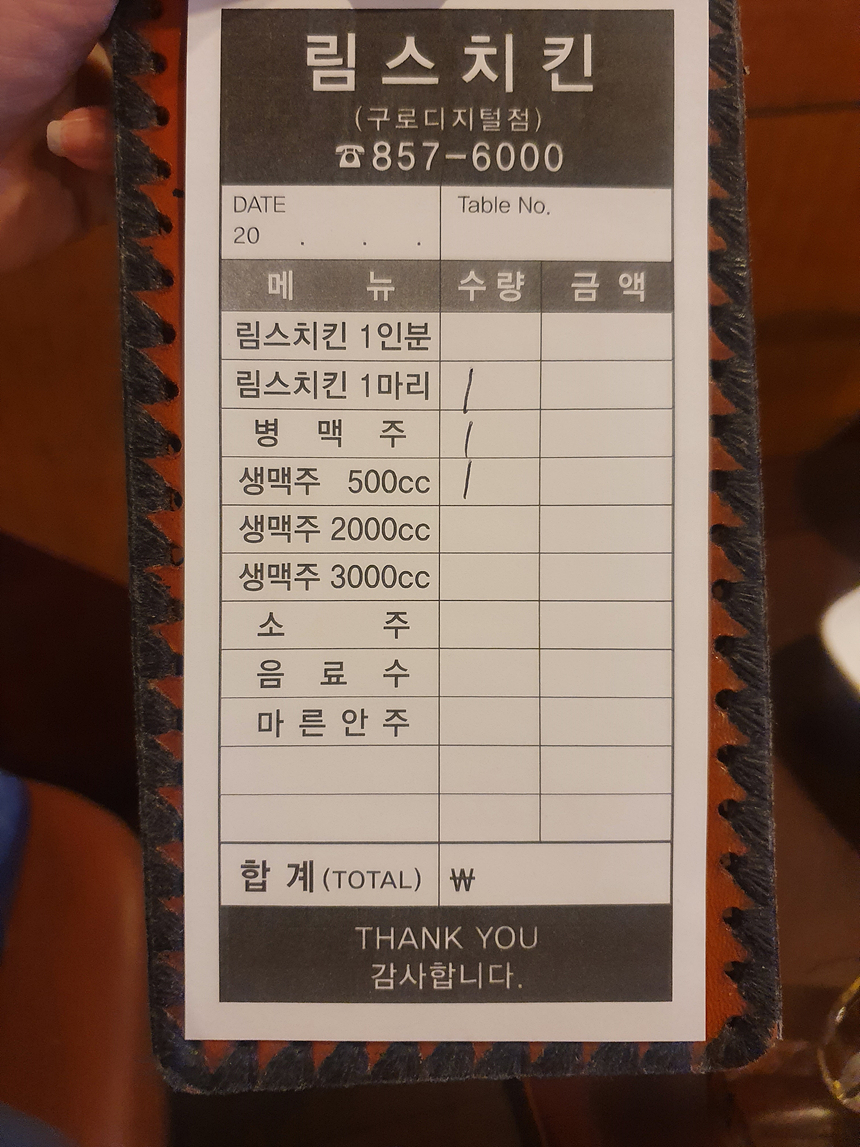 림스치킨
(구로디지털점)
☎857-6000
DATE Table No.
20 . . .
메 뉴 수량 금액
림스치킨 1인분
림스치킨 1마리 /
병 맥 주 /
생맥주 500cc /
생맥주 2000cc
생맥주 3000cc
소 주
음 료 수
마 른 안 주
합 계 (TOTAL) ₩
THANK YOU
감사합니다.